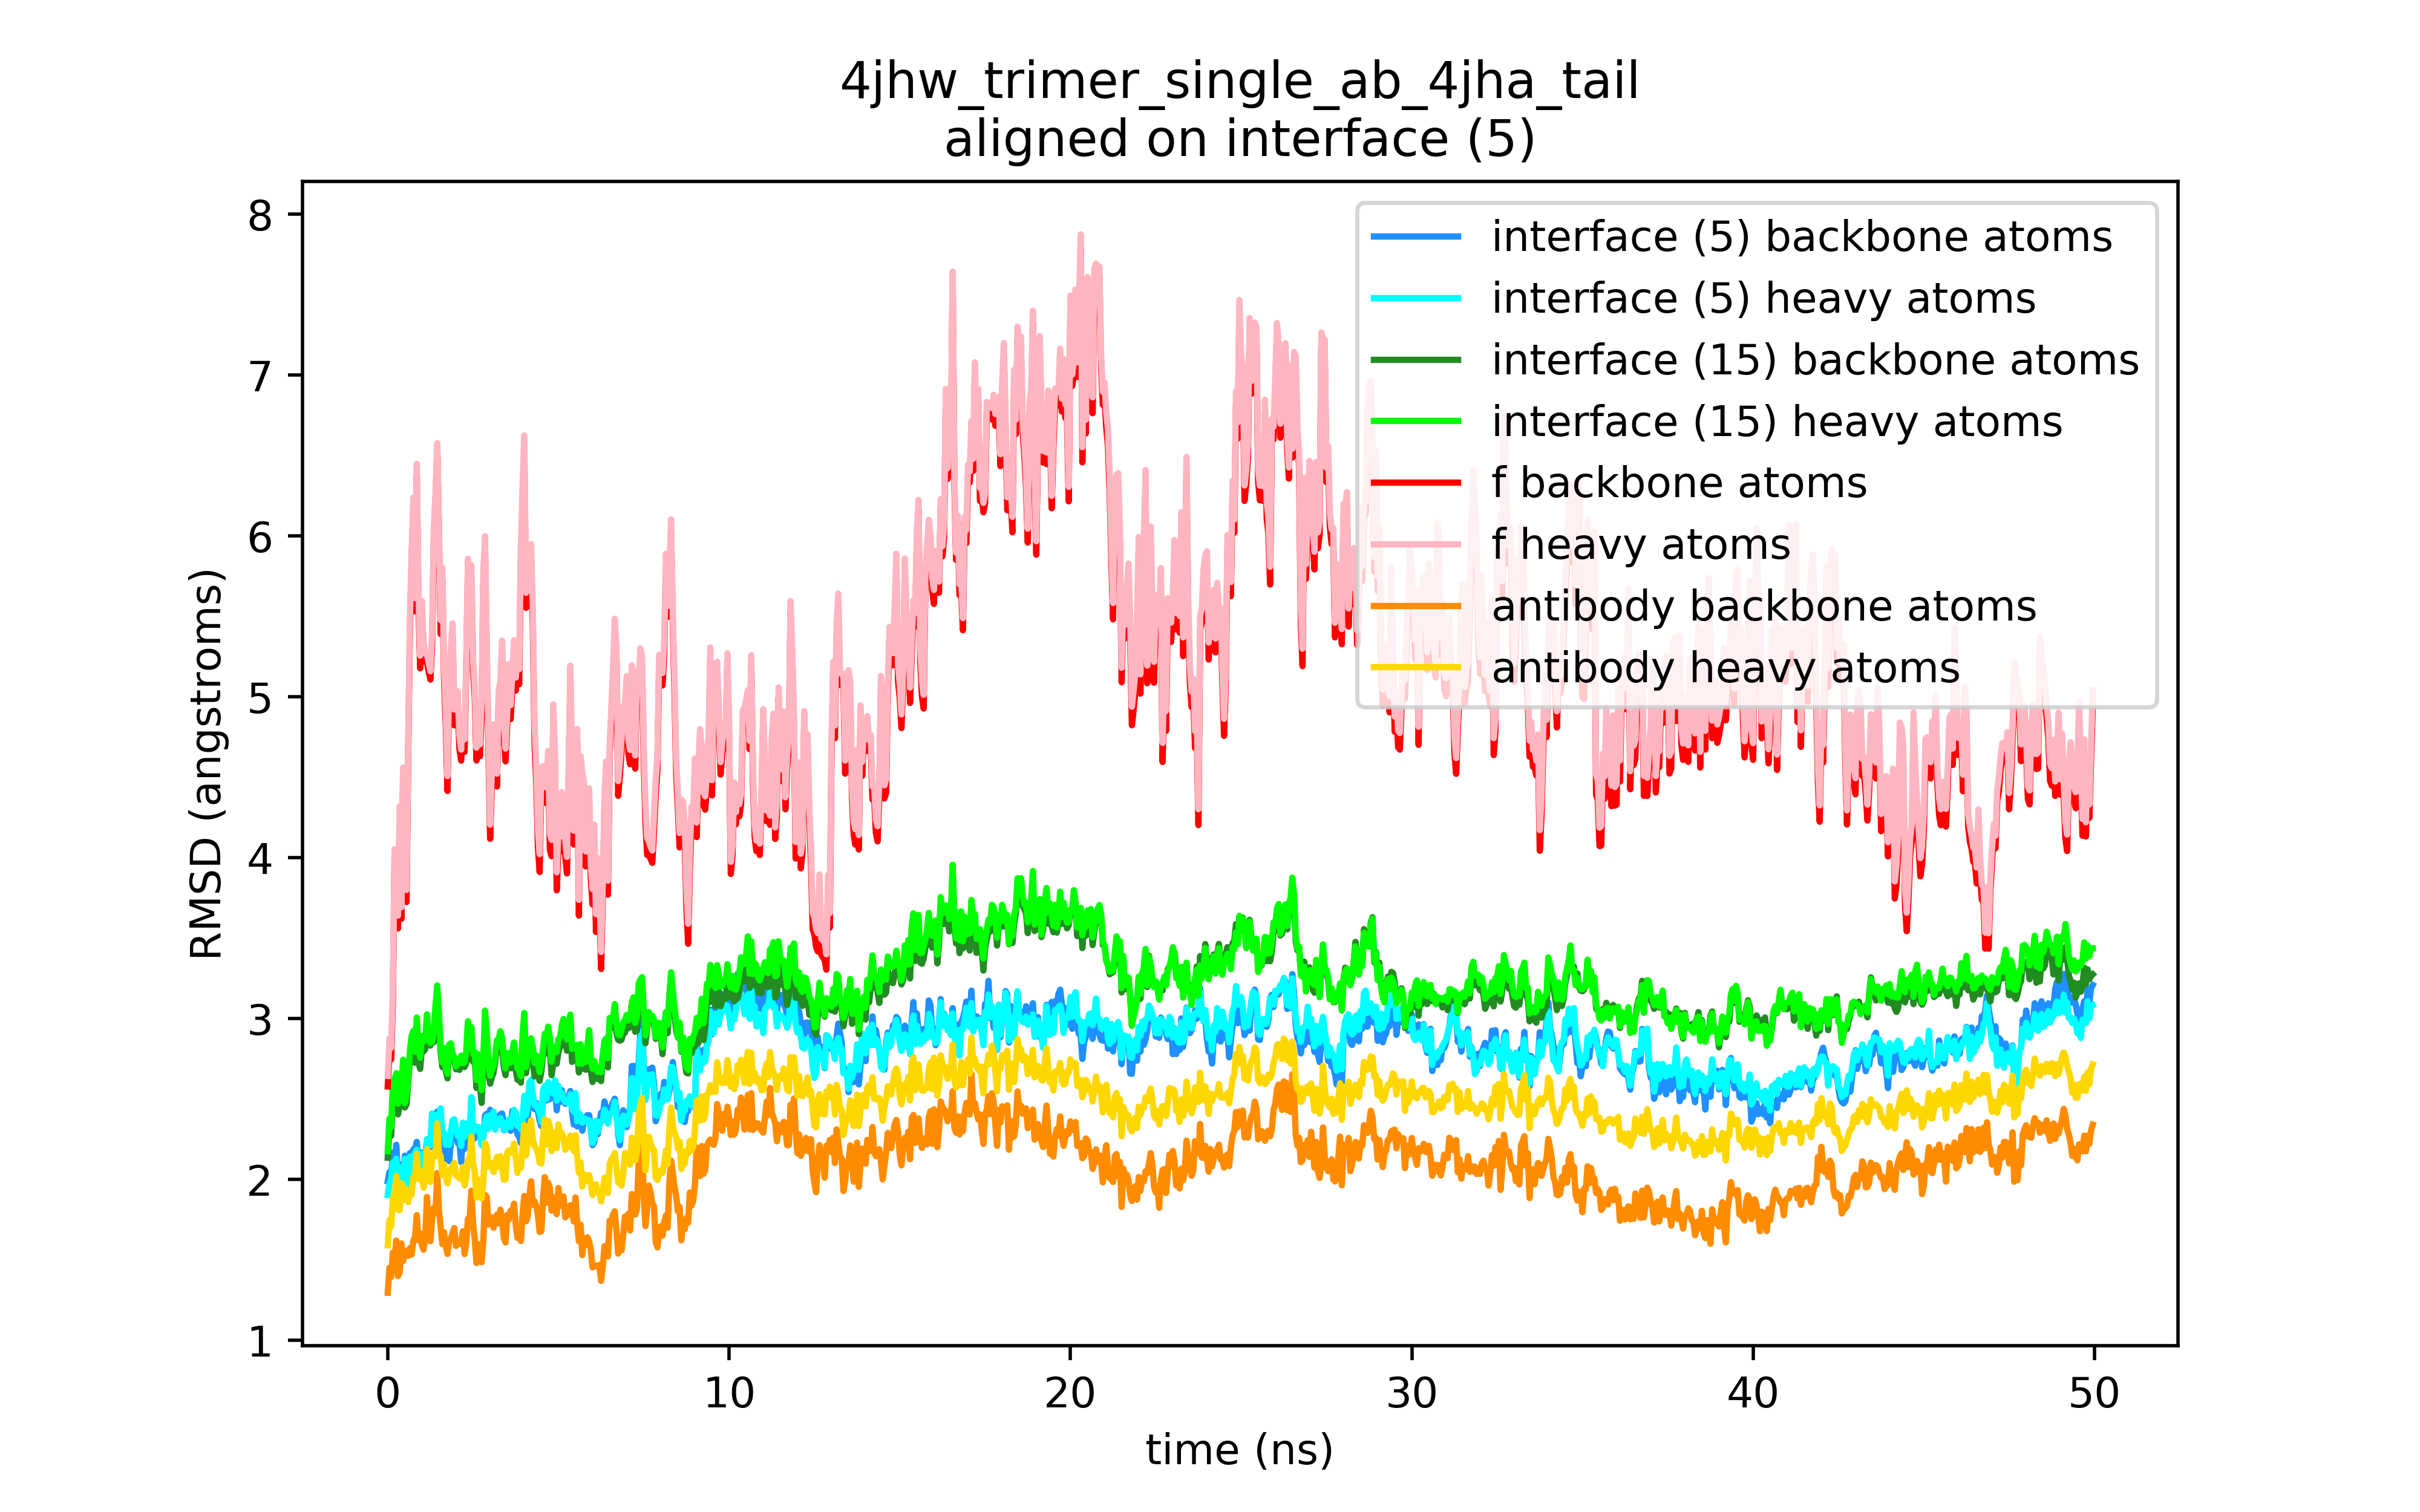 4jhw_trimer_single_ab_4jha_tail
aligned on interface (5)
RMSD (angstroms)
8
7
6
5
4
3
2
1
interface (5) backbone atoms
interface (5) heavy atoms
interface (15) backbone atoms
interface (15) heavy atoms
f backbone atoms
f heavy atoms
antibody backbone atoms
antibody heavy atoms
0 10 20 30 40 50
time (ns)